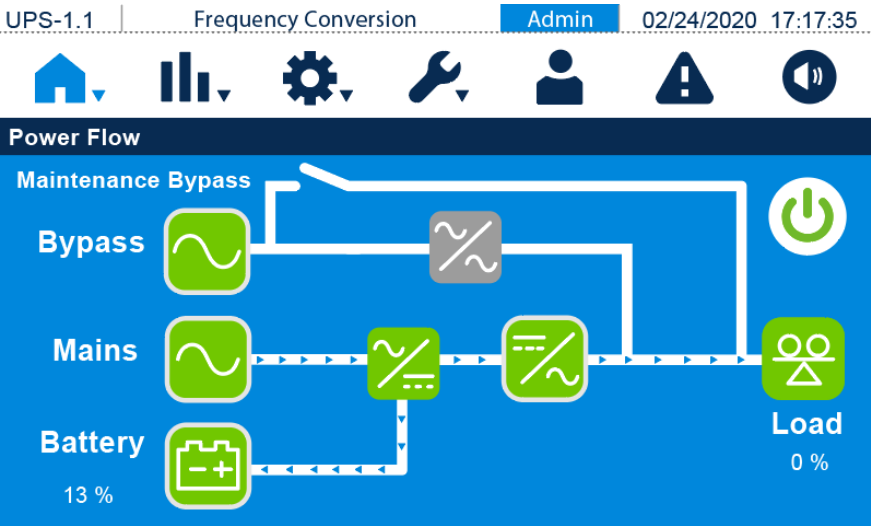 UPS-1.1 Frequency Conversion Admin 02/24/2020 17:17:35
Power Flow
Maintenance Bypass
Bypass
Mains
Battery
13 %
Load
0 %